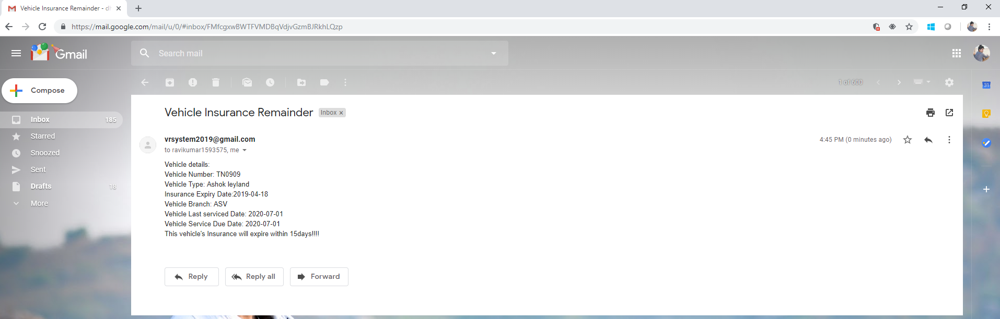 Vehicle Insurance Remainder - dh
https://mail.google.com/mail/u/0/#inbox/FMfcgxwBWTFVMDBqVdjvGzmBJRkhLQzp
Gmail
Search mail
Compose
1 of 600
31
Inbox 185
Starred
Snoozed
Sent
Drafts 18
More
Vehicle Insurance Remainder Inbox x
vrsystem2019@gmail.com
4:45 PM (0 minutes ago)
to ravikumar1593575, me
Vehicle details:
Vehicle Number: TN0909
Vehicle Type: Ashok leyland
Insurance Expiry Date:2019-04-18
Vehicle Branch: ASV
Vehicle Last serviced Date: 2020-07-01
Vehicle Service Due Date: 2020-07-01
This vehicle's Insurance will expire within 15days!!!!
Reply
Reply all
Forward